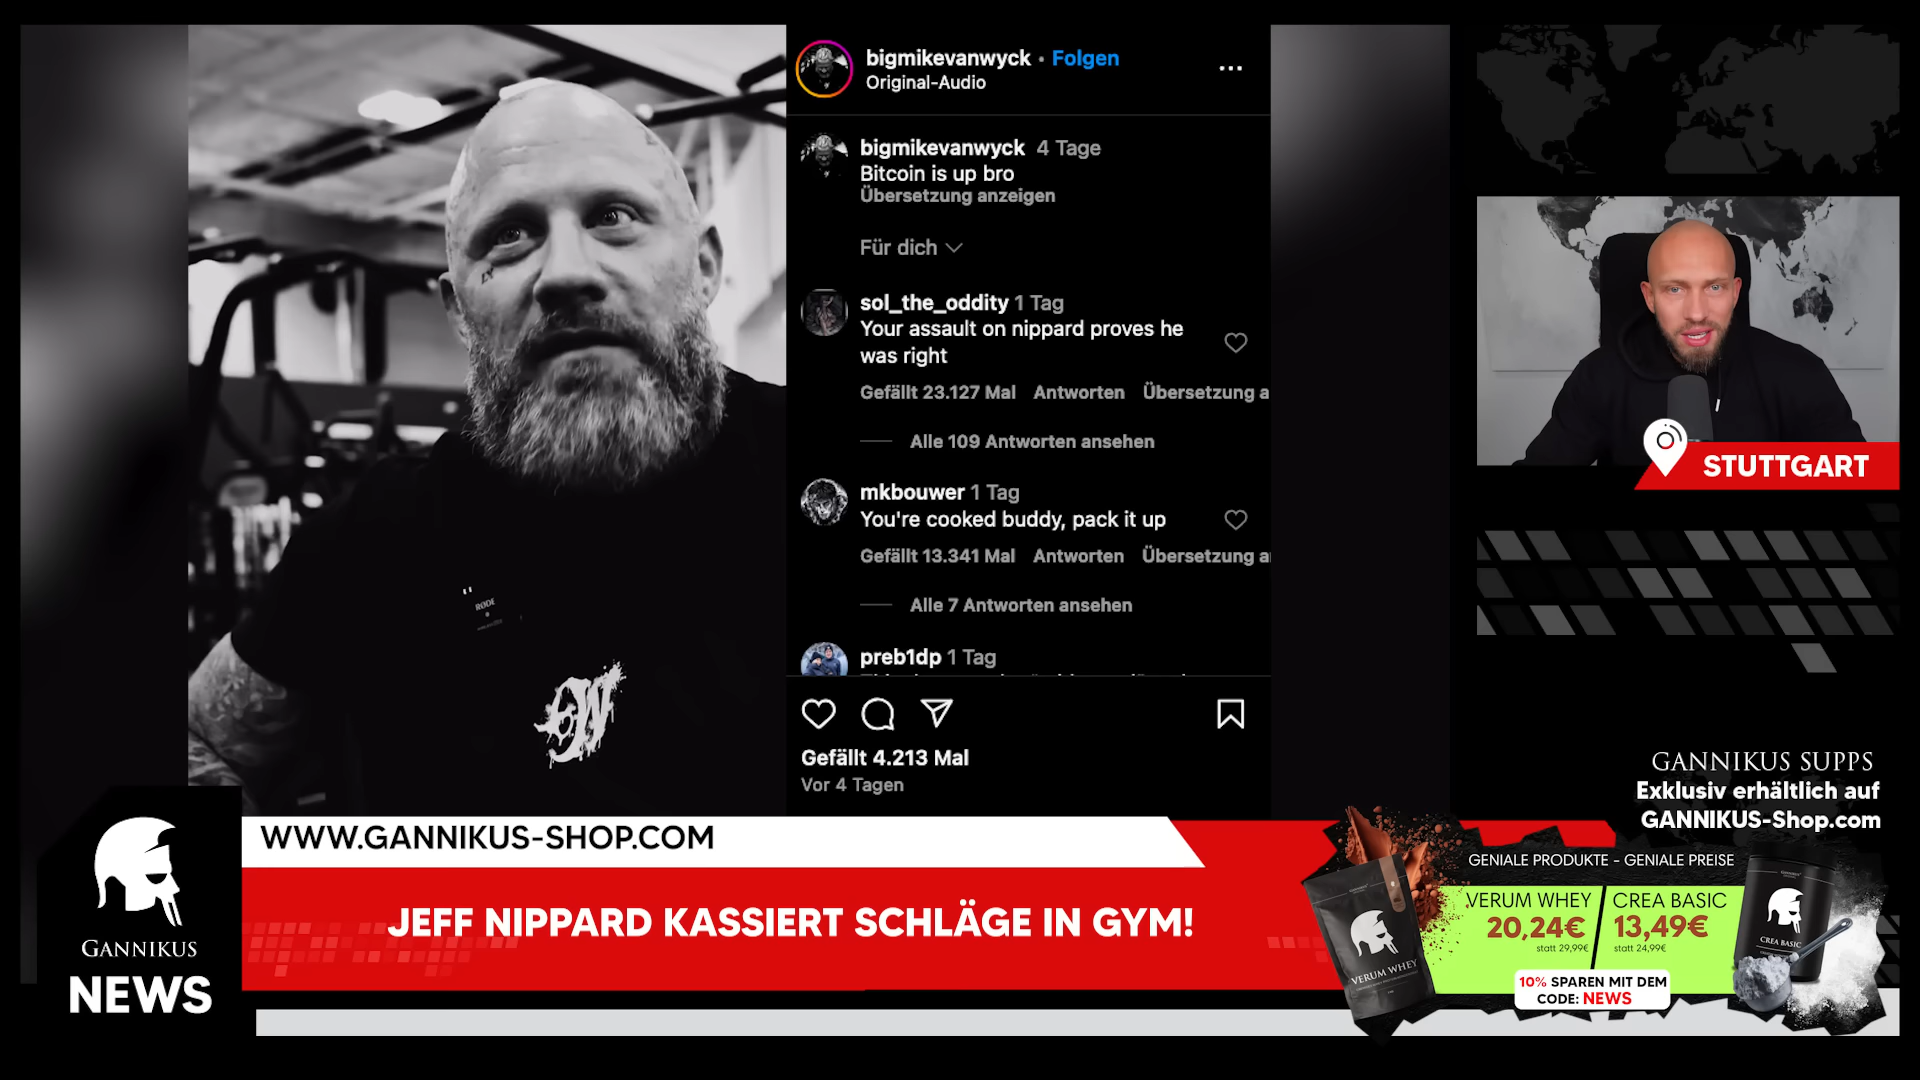 bigmikevanwyck • Folgen
Original-Audio
bigmikevanwyck 4 Tage
Bitcoin is up bro
Übersetzung anzeigen
Für dich
sol_the_oddity 1 Tag
Your assault on nippard proves he
was right
Gefällt 23.127 Mal Antworten Übersetzung a
Alle 109 Antworten ansehen
mkbouwer 1 Tag
You're cooked buddy, pack it up
Gefällt 13.341 Mal Antworten Übersetzung a
Alle 7 Antworten ansehen
preb1dp 1 Tag
Gefällt 4.213 Mal
Vor 4 Tagen
RØDE
STUTTGART
GANNIKUS SUPPS
Exklusiv erhältlich auf
GANNIKUS-Shop.com
WWW.GANNIKUS-SHOP.COM
JEFF NIPPARD KASSIERT SCHLÄGE IN GYM!
GANNIKUS
NEWS
GENIALE PRODUKTE - GENIALE PREISE
VERUM WHEY
20,24€
statt 29,99€
CREA BASIC
13,49€
statt 24,99€
10% SPAREN MIT DEM
CODE: NEWS
VERUM WHEY
CREA BASIC